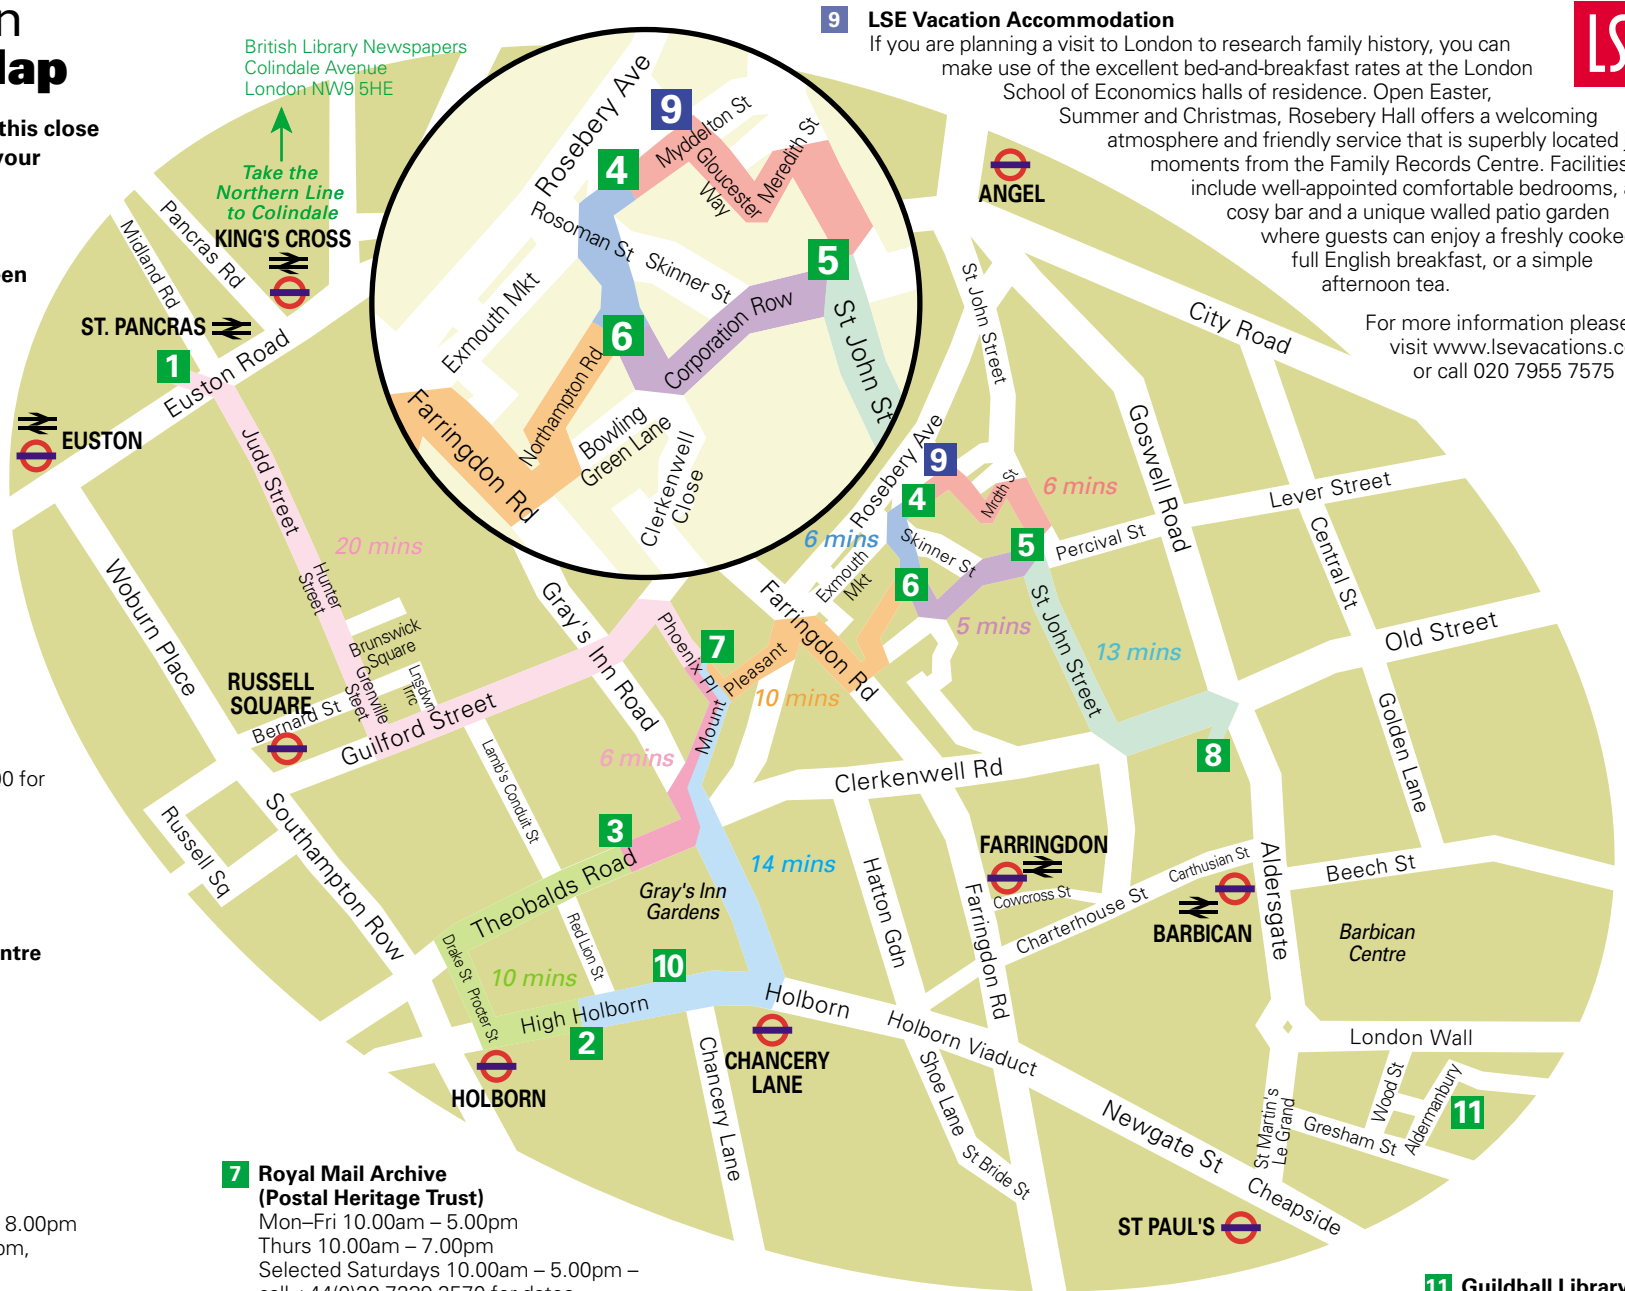 n
Map
this close
your
een
00 for
entre
8.00pm
pm,
British Library Newspapers
Colindale Avenue
London NW9 5HE
Take the
Northern Line
to Colindale
KING'S CROSS
ST. PANCRAS
EUSTON
RUSSELL
SQUARE
HOLBORN
CHANCERY
LANE
FARRINGDON
BARBICAN
ST PAUL'S
ANGEL
9 LSE Vacation Accommodation
If you are planning a visit to London to research family history, you can
make use of the excellent bed-and-breakfast rates at the London
School of Economics halls of residence. Open Easter,
Summer and Christmas, Rosebery Hall offers a welcoming
atmosphere and friendly service that is superbly located
moments from the Family Records Centre. Facilities
include well-appointed comfortable bedrooms,
cosy bar and a unique walled patio garden
where guests can enjoy a freshly cooke
full English breakfast, or a simple
afternoon tea.
For more information please
visit www.lsevacations.c
or call 020 7955 7575
LS
Rosebery Ave
9
Myddelton St
4
Gloucester
Way
Meredith St
Rosoman St
Skinner St
5
Exmouth Mkt
6
Corporation Row
St John St
Northampton Rd
Farringdon Rd
Bowling
Green Lane
Clerkenwell
Close
Midland Rd
Pancras Rd
1
Euston Road
Judd Street
20 mins
Hunter
Street
Brunswick
Square
Grenville
Steet
Lnsdwn
Trrc
Woburn Place
Bernard St
Guilford Street
Russell Sq
Southampton Row
Lamb's Conduit St
Gray's Inn Road
Phoenix Pl
7
Mount Pleasant
10 mins
6 mins
3
Theobalds Road
Gray's Inn
Gardens
14 mins
Red Lion St
10
10 mins
Drake St
Procter St
High Holborn
2
Holborn
Holborn Viaduct
Chancery Lane
Hatton Gdn
Shoe Lane
St Bride St
Newgate St
Cheapside
Farringdon Rd
Farringdon Rd
Clerkenwell Rd
Cowcross St
Charterhouse St
Carthusian St
Aldersgate
Beech St
Barbican
Centre
London Wall
Wood St
Aldermanbury
11
Gresham St
St Martin's
Le Grand
St John Street
City Road
Goswell Road
Lever Street
Central St
Percival St
Old Street
Golden Lane
Rosebery Ave
9
4
Mrdth St
6 mins
6 mins
Skinner St
5
Exmouth
Mkt
6
5 mins
St John Street
13 mins
8
7 Royal Mail Archive
(Postal Heritage Trust)
Mon–Fri 10.00am – 5.00pm
Thurs 10.00am – 7.00pm
Selected Saturdays 10.00am – 5.00pm –
11 Guildhall Library